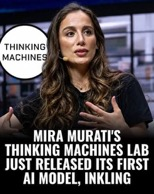 THINKING
MACHINES
MIRA MURATI'S
THINKING MACHINES LAB
JUST RELEASED ITS FIRST
AI MODEL, INKLING